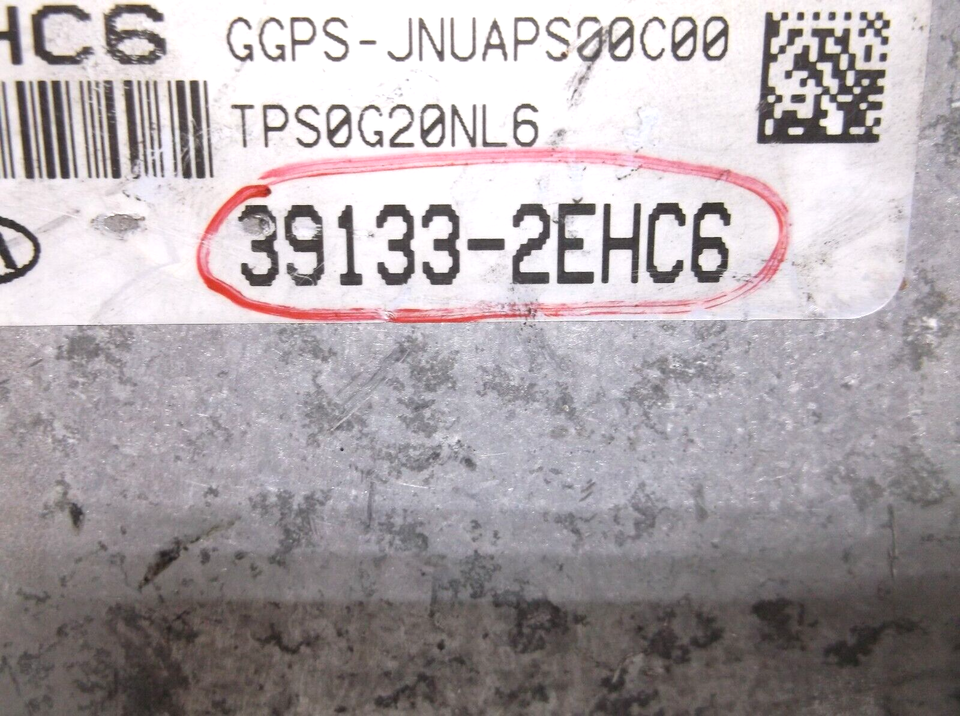 HC6
GGPS-JNUAPS00C00
TPS0G20NL6
39133-2EHC6